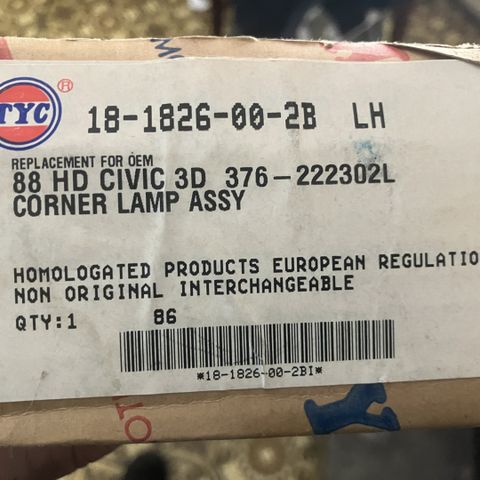 TYC ®
18-1826-00-2B LH
REPLACEMENT FOR OEM
88 HD CIVIC 3D 376-222302L
CORNER LAMP ASSY
HOMOLOGATED PRODUCTS EUROPEAN REGULATIO
NON ORIGINAL INTERCHANGEABLE
QTY:1 86
*18-1826-00-2BI*